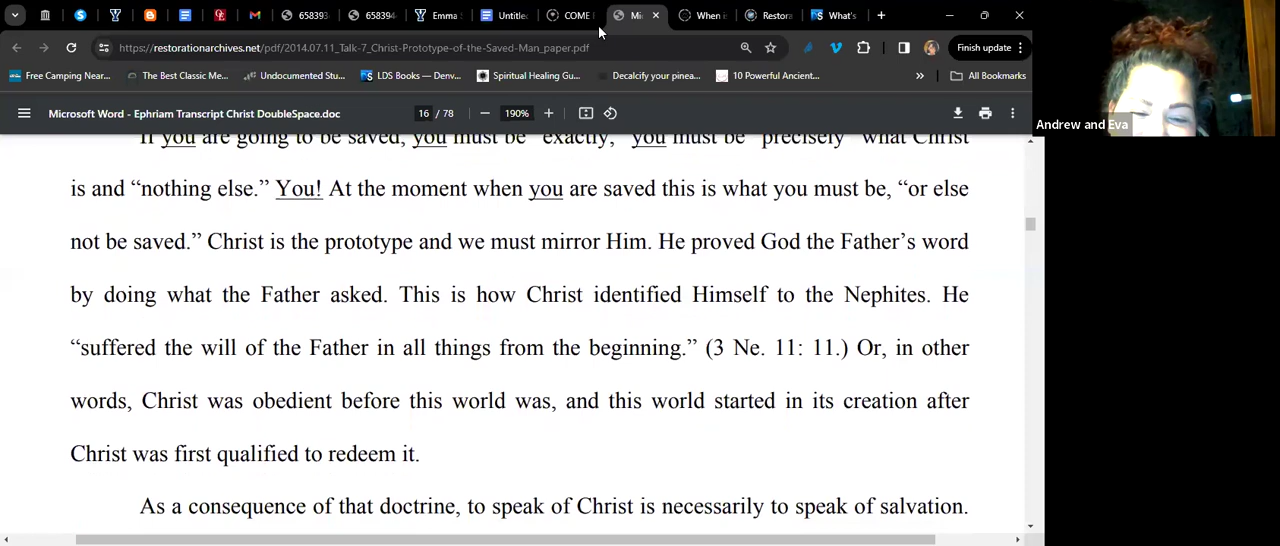 658393
65839
Emma
Untitle
COME
Mi
When i
Restora
What's
https://restorationarchives.net/pdf/2014.07.11_Talk-7_Christ-Prototype-of-the-Saved-Man_paper.pdf
Finish update
Free Camping Near...
The Best Classic Me...
Undocumented Stu...
LDS Books — Denv...
Spiritual Healing Gu...
Decalcify your pinea...
10 Powerful Ancient...
»
All Bookmarks
Microsoft Word - Ephriam Transcript Christ DoubleSpace.doc
16 / 78
190%
Andrew and Eva
If you are going to be saved, you must be "exactly," you must be "precisely" what Christ
is and “nothing else.” You! At the moment when you are saved this is what you must be, “or else
not be saved.” Christ is the prototype and we must mirror Him. He proved God the Father’s word
by doing what the Father asked. This is how Christ identified Himself to the Nephites. He
“suffered the will of the Father in all things from the beginning.” (3 Ne. 11: 11.) Or, in other
words, Christ was obedient before this world was, and this world started in its creation after
Christ was first qualified to redeem it.
As a consequence of that doctrine, to speak of Christ is necessarily to speak of salvation.